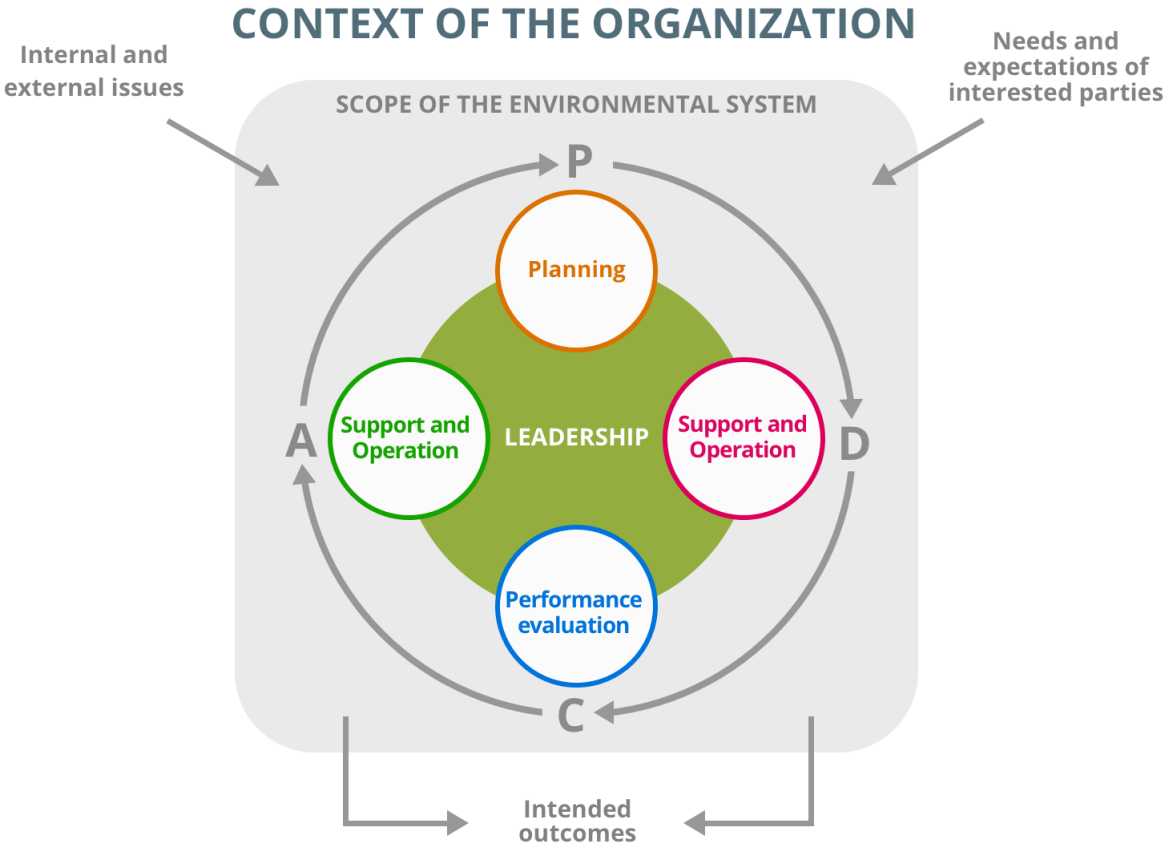 CONTEXT OF THE ORGANIZATION
Internal and
external issues
Needs and
expectations of
interested parties
SCOPE OF THE ENVIRONMENTAL SYSTEM
P
Planning
A
Support and
Operation
LEADERSHIP
Support and
Operation
D
Performance
evaluation
C
Intended
outcomes